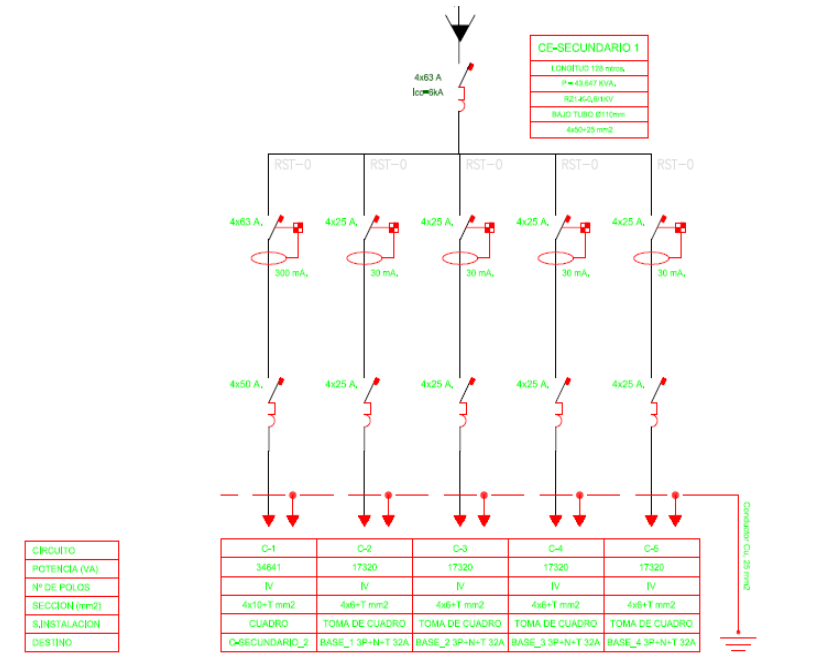 CE-SECUNDARIO 1
LONGITUD 128 metros.
P = 43,647 KVA.
RZ1-K-0,6/1KV
BAJO TUBO Ø110mm
4x50+25 mm2
4x63 A
Icc=6kA
RST-0 RST-0 RST-0 RST-0 RST-0
4x63 A. 4x25 A. 4x25 A. 4x25 A. 4x25 A.
300 mA. 30 mA. 30 mA. 30 mA. 30 mA.
4x50 A. 4x25 A. 4x25 A. 4x25 A. 4x25 A.
Conductor Cu. 25 mm2
CIRCUITO C-1 C-2 C-3 C-4 C-5
POTENCIA (VA) 34641 17320 17320 17320 17320
Nº DE POLOS IV IV IV IV IV
SECCION (mm2) 4x10+T mm2 4x6+T mm2 4x6+T mm2 4x6+T mm2 4x6+T mm2
S.INSTALACION CUADRO TOMA DE CUADRO TOMA DE CUADRO TOMA DE CUADRO TOMA DE CUADRO
DESTINO C-SECUNDARIO_2 BASE_1 3P+N+T 32A BASE_2 3P+N+T 32A BASE_3 3P+N+T 32A BASE_4 3P+N+T 32A